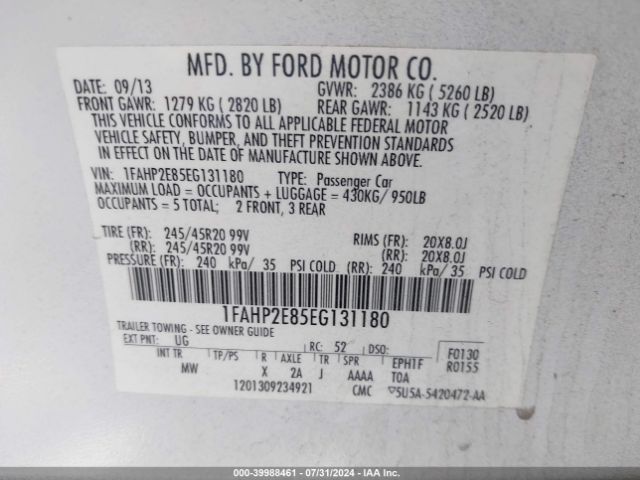 MFD. BY FORD MOTOR CO.
DATE: 09/13 GVWR: 2386 KG ( 5260 LB)
FRONT GAWR: 1279 KG ( 2820 LB) REAR GAWR: 1143 KG ( 2520 LB)
THIS VEHICLE CONFORMS TO ALL APPLICABLE FEDERAL MOTOR
VEHICLE SAFETY, BUMPER, AND THEFT PREVENTION STANDARDS
IN EFFECT ON THE DATE OF MANUFACTURE SHOWN ABOVE.
VIN: 1FAHP2E85EG131180 TYPE: Passenger Car
MAXIMUM LOAD = OCCUPANTS + LUGGAGE = 430KG/ 950LB
OCCUPANTS = 5 TOTAL; 2 FRONT, 3 REAR
TIRE (FR): 245/45R20 99V RIMS (FR): 20X8.0J
(RR): 245/45R20 99V (RR): 20X8.0J
PRESSURE (FR): 240 kPa/ 35 PSI COLD (RR): 240 kPa/ 35 PSI COLD
1FAHP2E85EG131180
TRAILER TOWING - SEE OWNER GUIDE
EXT PNT: UG RC: 52 DSO: F0130
INT TR TP/PS R AXLE TR SPR EPH1F R0155
MW X 2A J AAAA TOA
1201309234921 CMC 5U5A-5420472-AA
000-39988461 - 07/31/2024 - IAA Inc.